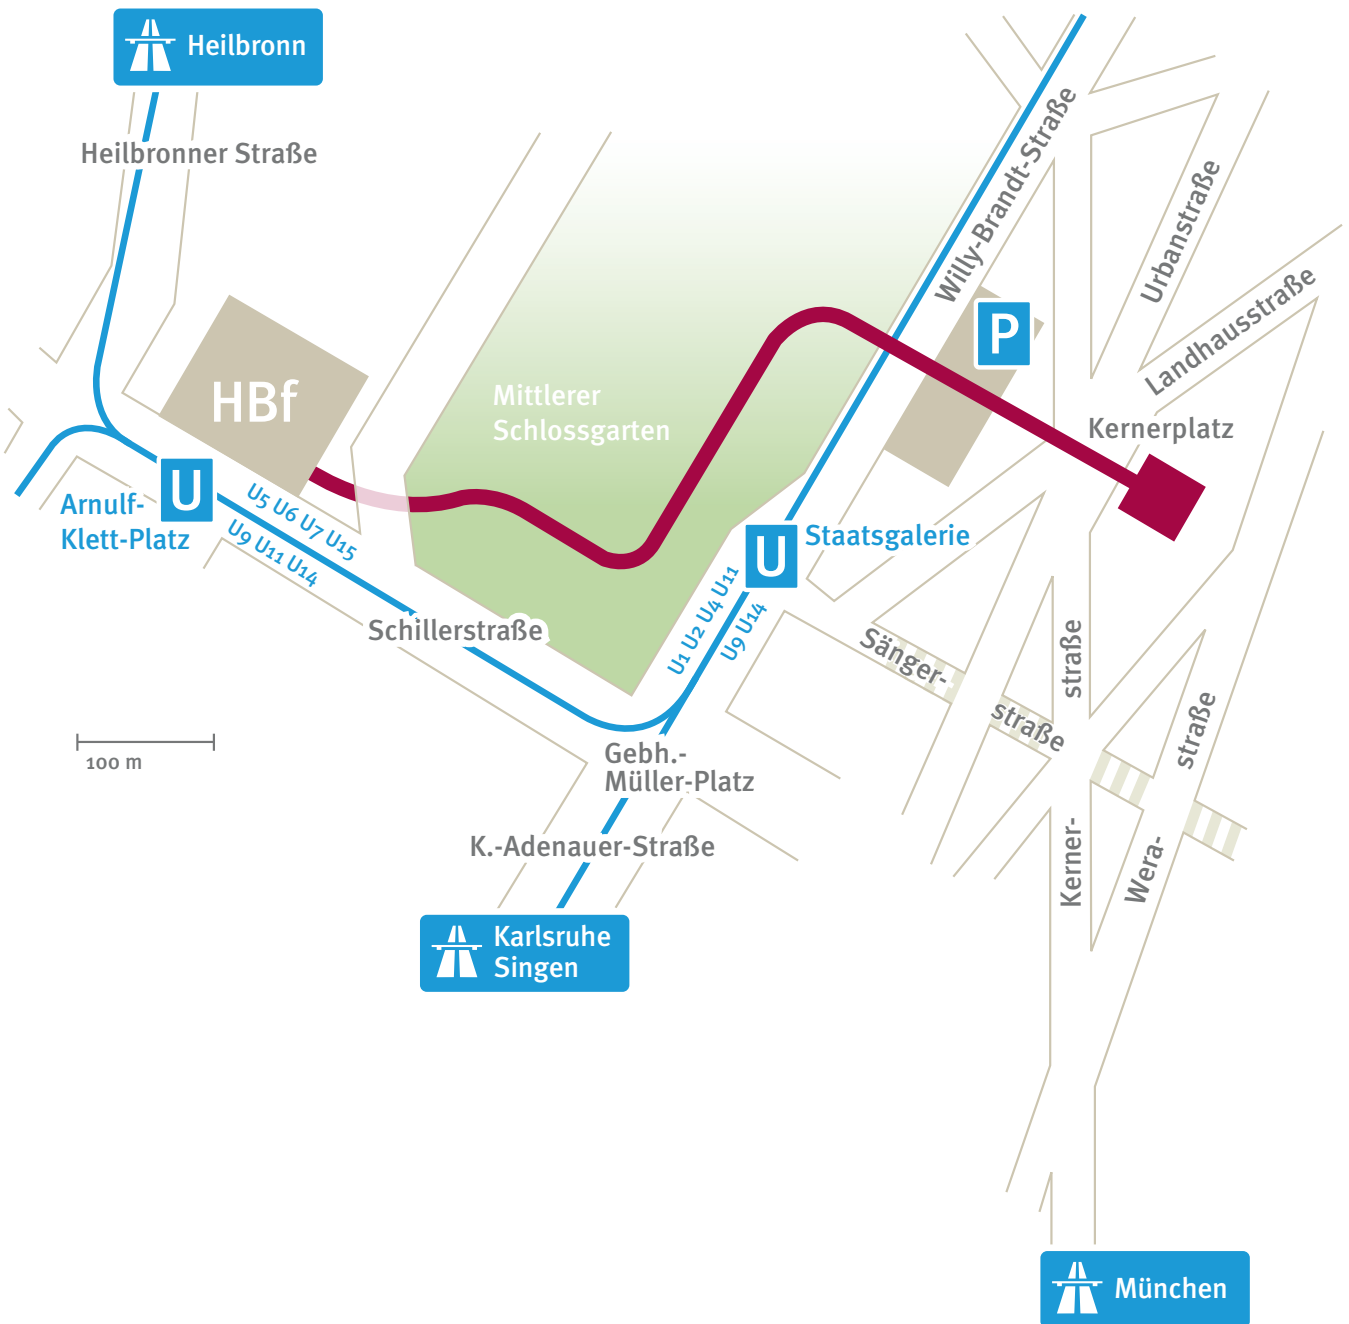 Heilbronn
Heilbronner Straße
Willy-Brandt-Straße
Urbanstraße
Landhausstraße
P
HBf
Mittlerer
Schlossgarten
Kernerplatz
U
Arnulf-
Klett-Platz
U5 U6 U7 U15
U9 U11 U14
U
Staatsgalerie
U1 U2 U4 U11
U9 U14
Schillerstraße
Sänger-
straße
straße
straße
100 m
Gebh.-
Müller-Platz
K.-Adenauer-Straße
Kerner-
Wera-
Karlsruhe
Singen
München